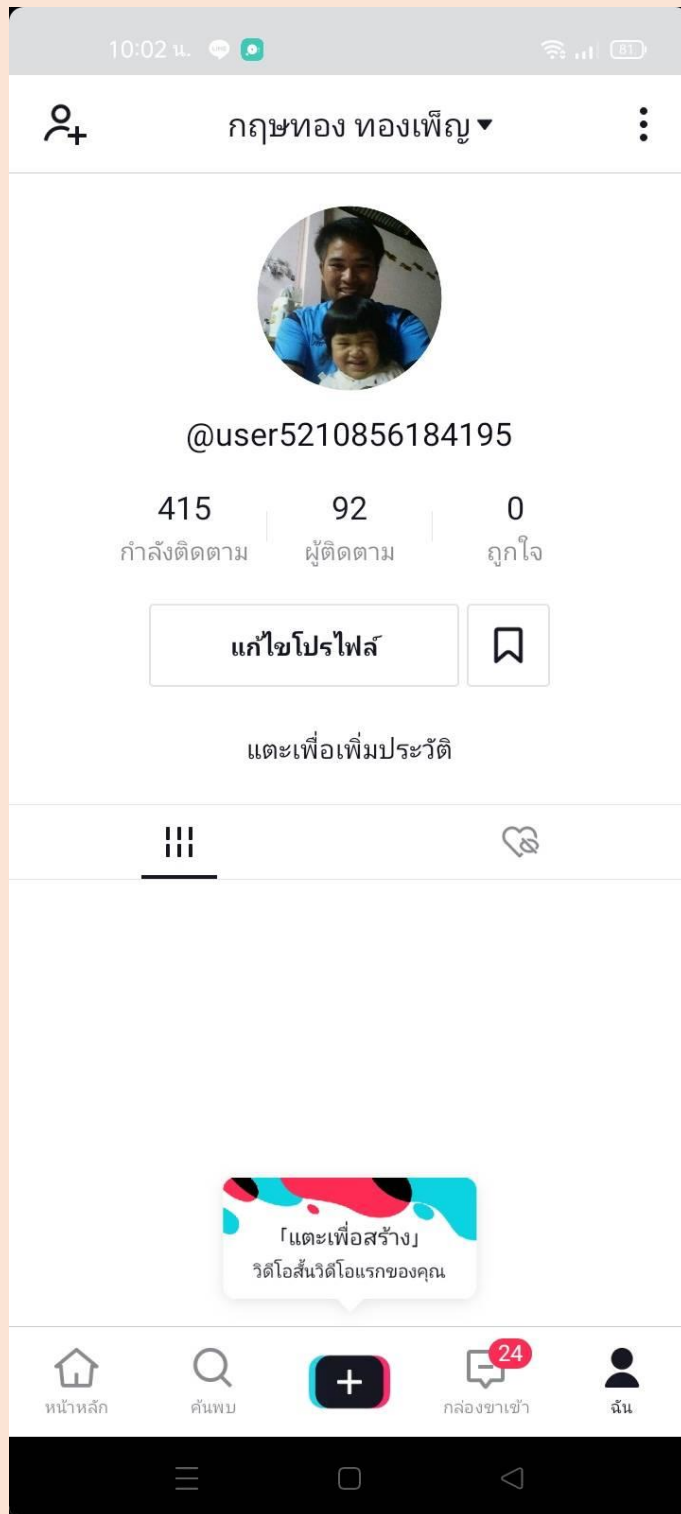 10:02 น.
81
กฤษทอง ทองเพ็ญ
@user5210856184195
415 92 0
กำลังติดตาม ผู้ติดตาม ถูกใจ
แก้ไขโปรไฟล์
แตะเพื่อเพิ่มประวัติ
「แตะเพื่อสร้าง」
วิดีโอสั้นวิดีโอแรกของคุณ
24
หน้าหลัก ค้นพบ กล่องขาเข้า ฉัน